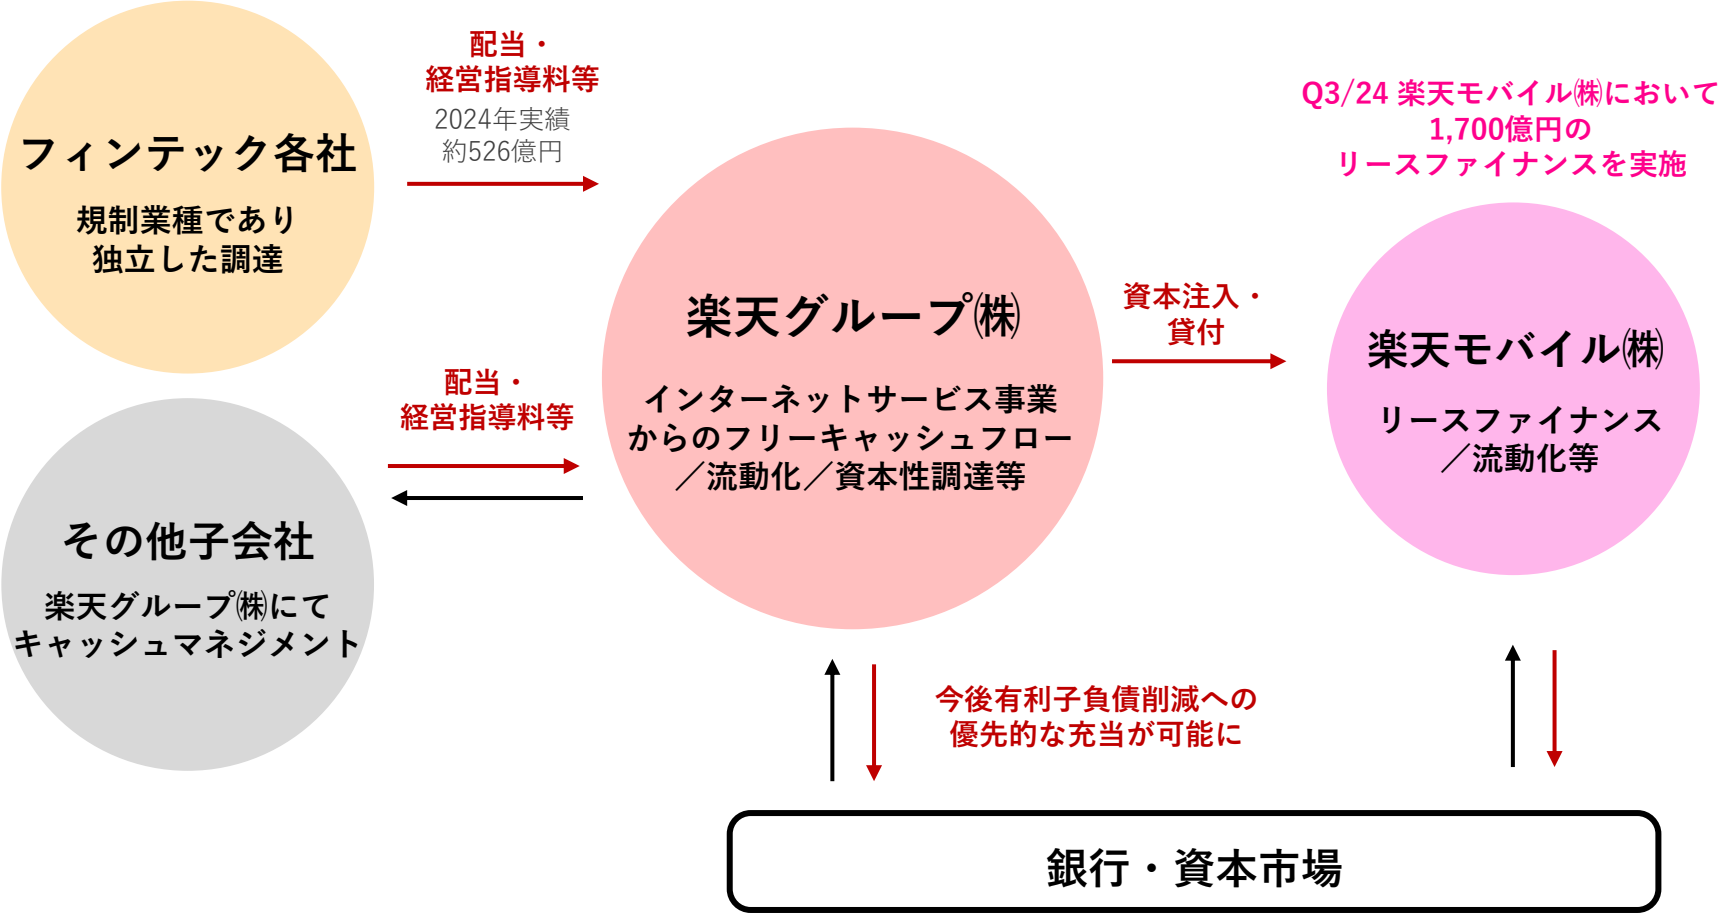 フィンテック各社
規制業種であり
独立した調達
配当・
経営指導料等
2024年実績
約526億円
その他子会社
楽天グループ㈱にて
キャッシュマネジメント
配当・
経営指導料等
楽天グループ㈱
インターネットサービス事業
からのフリーキャッシュフロー
／流動化／資本性調達等
資本注入・
貸付
Q3/24 楽天モバイル㈱において
1,700億円の
リースファイナンスを実施
楽天モバイル㈱
リースファイナンス
／流動化等
今後有利子負債削減への
優先的な充当が可能に
銀行・資本市場